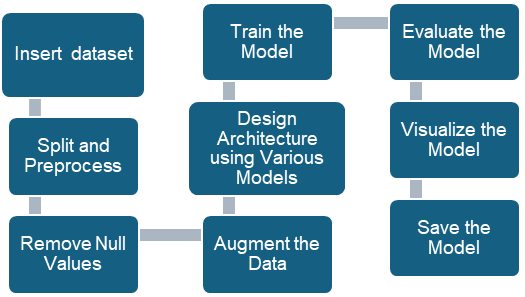 Insert dataset
Split and
Preprocess
Remove Null
Values
Augment the
Data
Design
Architecture
using Various
Models
Train the
Model
Evaluate the
Model
Visualize the
Model
Save the
Model